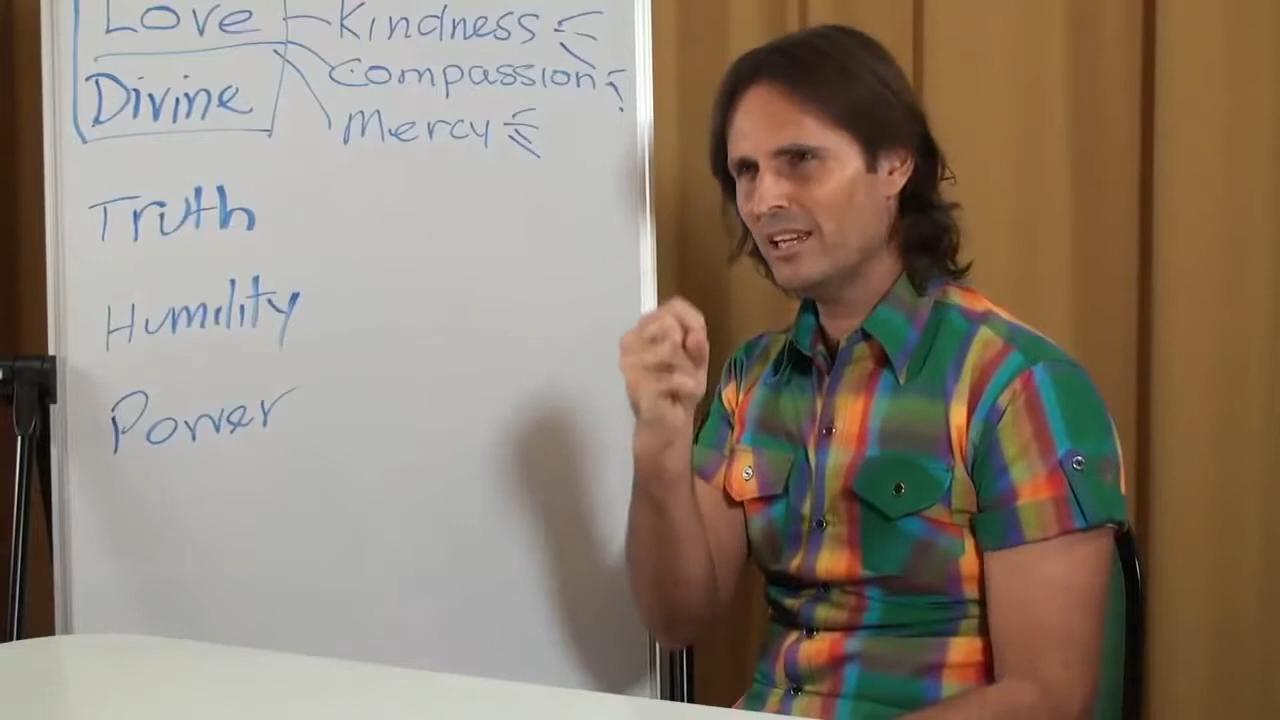 Love Kindness
Compassion
Divine
Mercy
Truth
Humility
Power